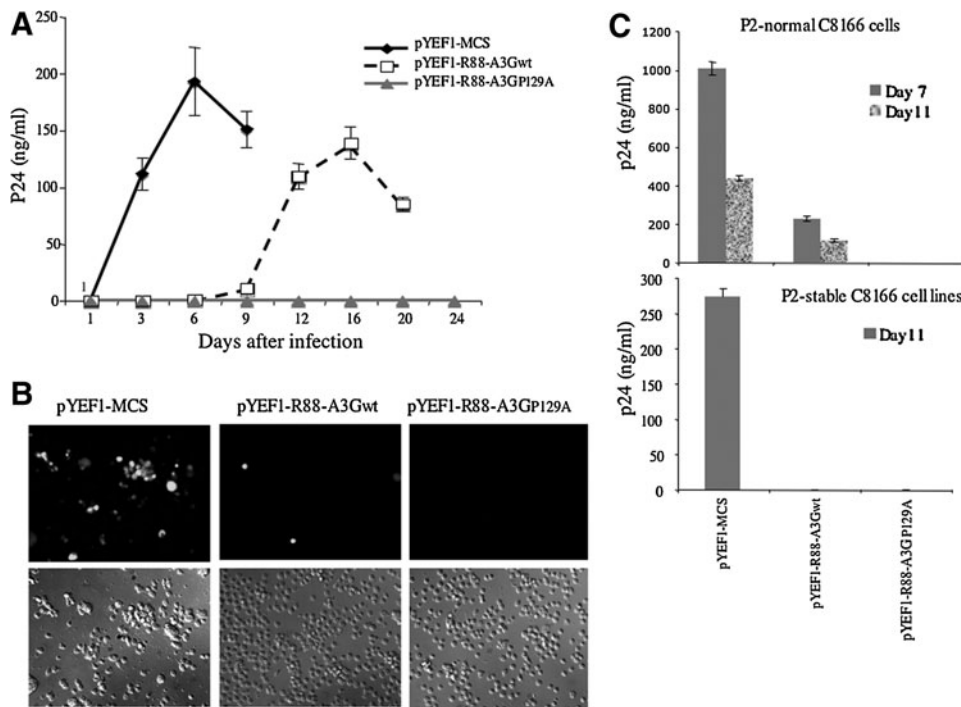 A
pYEF1-MCS
pYEF1-R88-A3Gwt
pYEF1-R88-A3GP129A
250
200
150
100
50
0
P24 (ng/ml)
1 3 6 9 12 16 20 24
Days after infection
B
pYEF1-MCS pYEF1-R88-A3Gwt pYEF1-R88-A3GP129A
C
P2-normal C8166 cells
1200
1000
800
600
400
200
0
p24 (ng/ml)
Day 7
Day11
P2-stable C8166 cell lines
300
250
200
150
100
50
0
p24 (ng/ml)
Day11
pYEF1-MCS
pYEF1-R88-A3Gwt
pYEF1-R88-A3GP129A